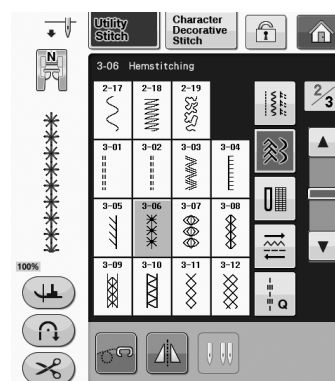 Utility
Stitch
Character
Decorative
Stitch
N
3-06 Hemstitching
2/3
2-17 2-18 2-19
3-01 3-02 3-03 3-04
3-05 3-06 3-07 3-08
3-09 3-10 3-11 3-12
Q
100%